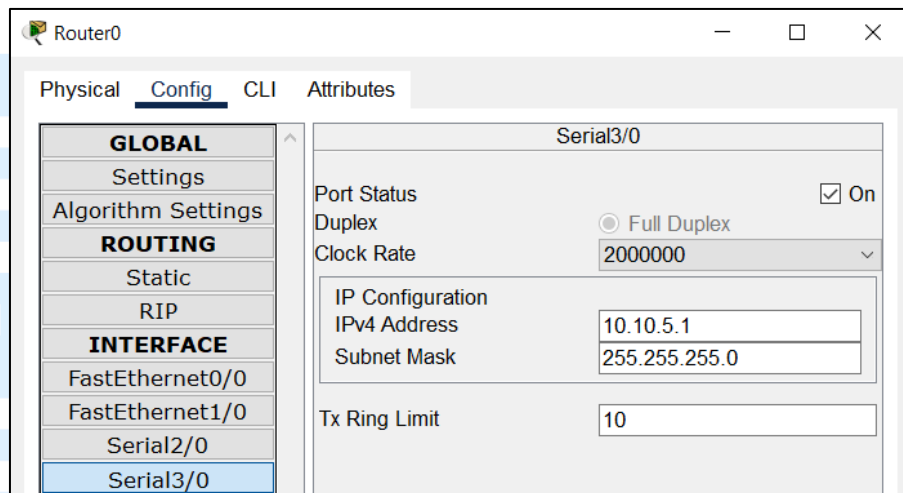 Router0
Physical Config CLI Attributes
GLOBAL
Settings
Algorithm Settings
ROUTING
Static
RIP
INTERFACE
FastEthernet0/0
FastEthernet1/0
Serial2/0
Serial3/0
Serial3/0
Port Status On
Duplex Full Duplex
Clock Rate 2000000
IP Configuration
IPv4 Address 10.10.5.1
Subnet Mask 255.255.255.0
Tx Ring Limit 10